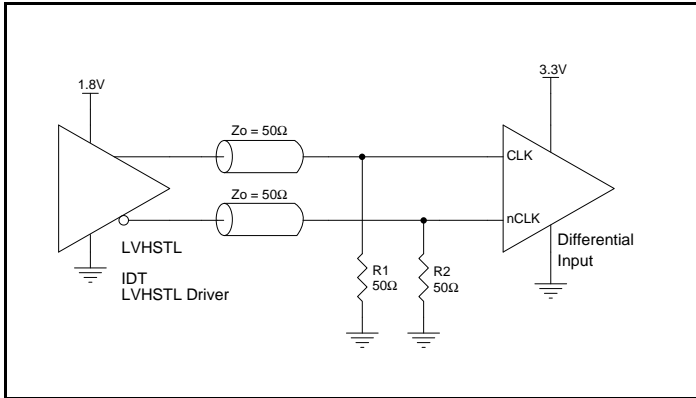 1.8V
3.3V
Zo = 50Ω
CLK
Zo = 50Ω
nCLK
LVHSTL
IDT
LVHSTL Driver
R1
50Ω
R2
50Ω
Differential
Input